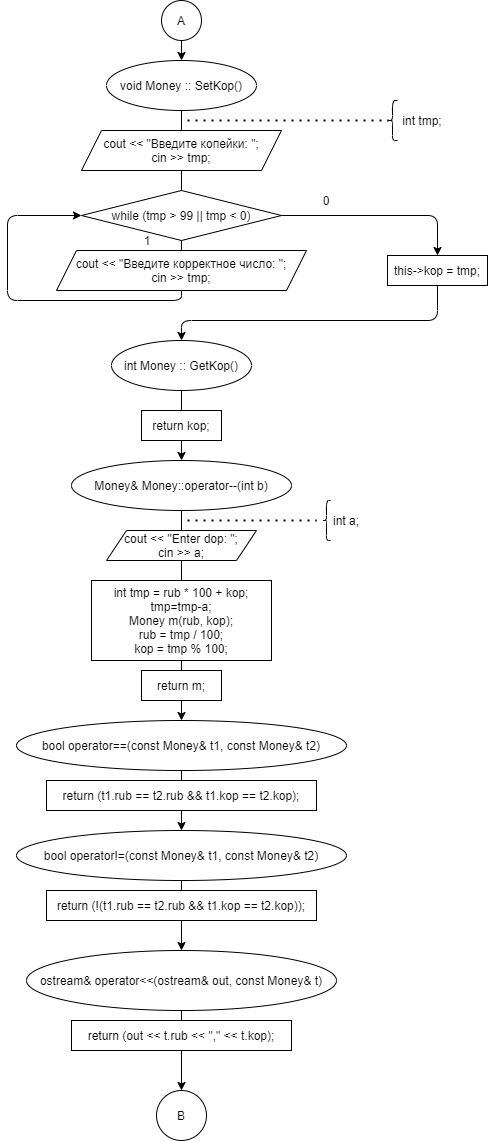 A
void Money :: SetKop()
int tmp;
cout << "Введите копейки: ";
cin >> tmp;
while (tmp > 99 || tmp < 0)
0
1
cout << "Введите корректное число: ";
cin >> tmp;
this->kop = tmp;
int Money :: GetKop()
return kop;
Money& Money::operator--(int b)
int a;
cout << "Enter dop: ";
cin >> a;
int tmp = rub * 100 + kop;
tmp=tmp-a;
Money m(rub, kop);
rub = tmp / 100;
kop = tmp % 100;
return m;
bool operator==(const Money& t1, const Money& t2)
return (t1.rub == t2.rub && t1.kop == t2.kop);
bool operator!=(const Money& t1, const Money& t2)
return (!(t1.rub == t2.rub && t1.kop == t2.kop));
ostream& operator<<(ostream& out, const Money& t)
return (out << t.rub << "," << t.kop);
B